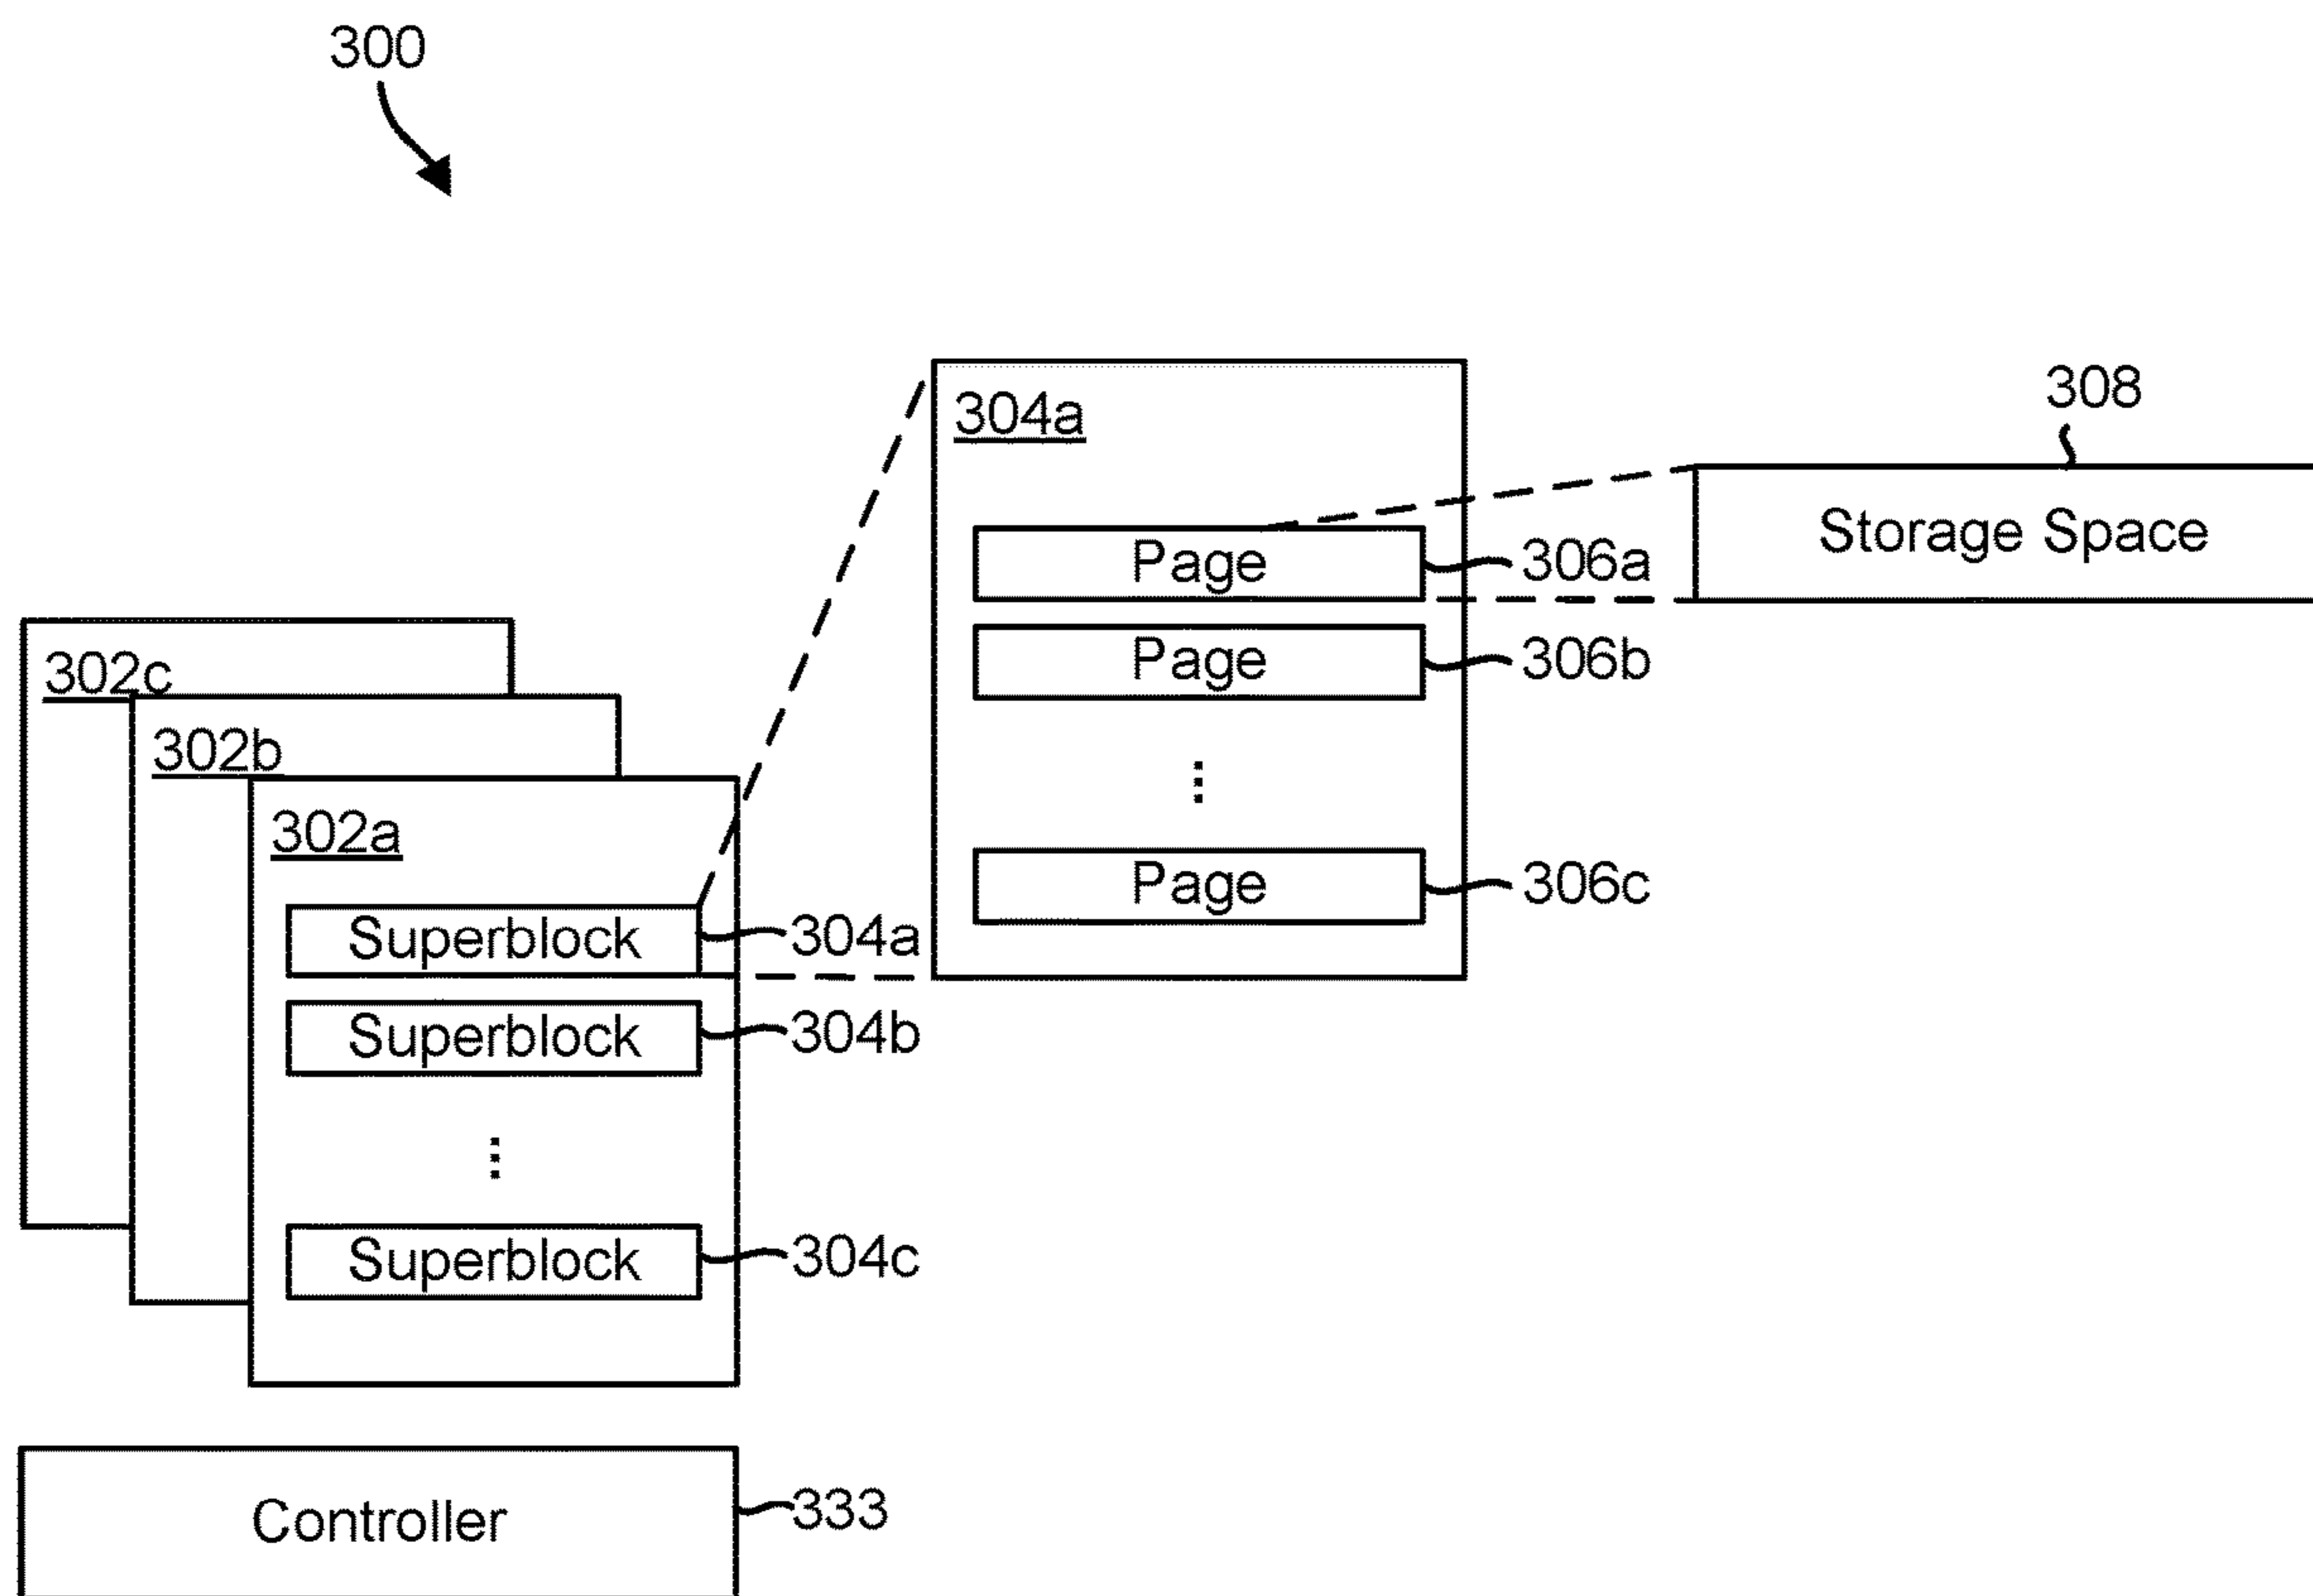 300
304a
308
Storage Space
Page
306a
Page
306b
Page
306c
302c
302b
302a
Superblock
304a
Superblock
304b
Superblock
304c
Controller
333